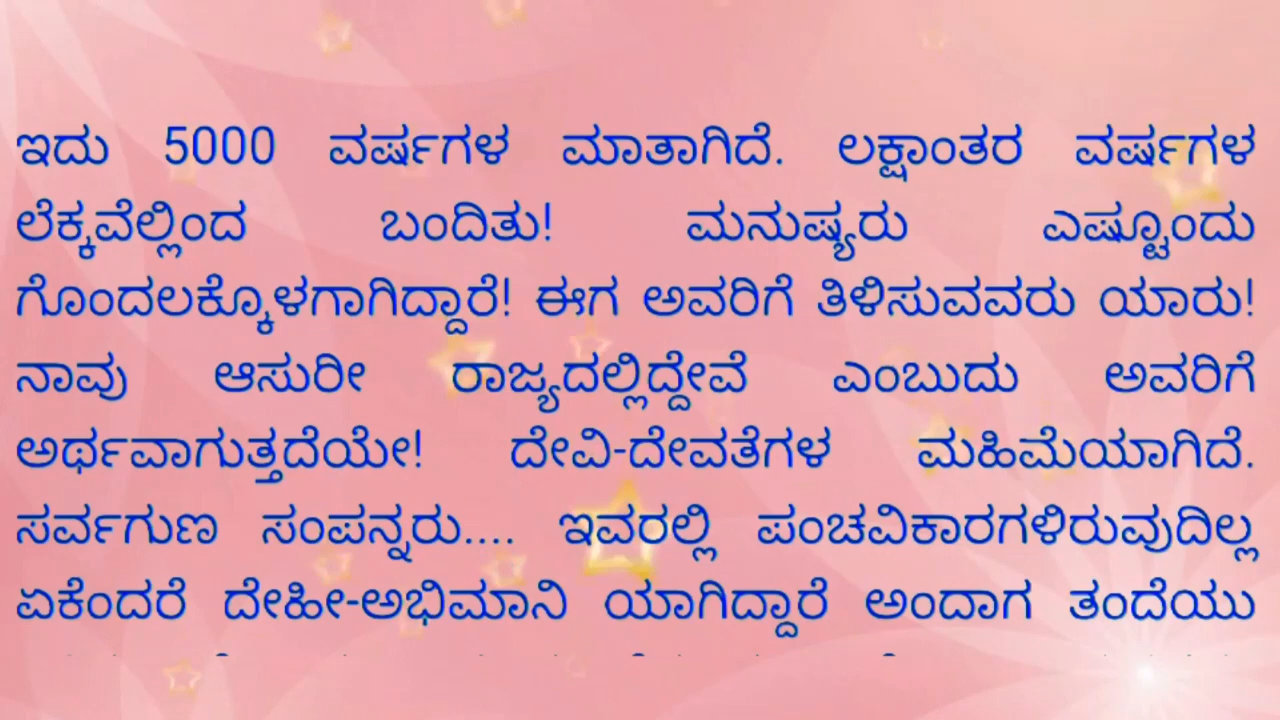 ಇದು 5000 ವರ್ಷಗಳ ಮಾತಾಗಿದೆ. ಲಕ್ಷಾಂತರ ವರ್ಷಗಳ
ಲೆಕ್ಕವೆಲ್ಲಿಂದ ಬಂದಿತು! ಮನುಷ್ಯರು ಎಷ್ಟೊಂದು
ಗೊಂದಲಕ್ಕೊಳಗಾಗಿದ್ದಾರೆ! ಈಗ ಅವರಿಗೆ ತಿಳಿಸುವವರು ಯಾರು!
ನಾವು ಆಸುರೀ ರಾಜ್ಯದಲ್ಲಿದ್ದೇವೆ ಎಂಬುದು ಅವರಿಗೆ
ಅರ್ಥವಾಗುತ್ತದೆಯೇ! ದೇವಿ-ದೇವತೆಗಳ ಮಹಿಮೆಯಾಗಿದೆ.
ಸರ್ವಗುಣ ಸಂಪನ್ನರು.... ಇವರಲ್ಲಿ ಪಂಚವಿಕಾರಗಳಿರುವುದಿಲ್ಲ
ಏಕೆಂದರೆ ದೇಹೀ-ಅಭಿಮಾನಿ ಯಾಗಿದ್ದಾರೆ ಅಂದಾಗ ತಂದೆಯು